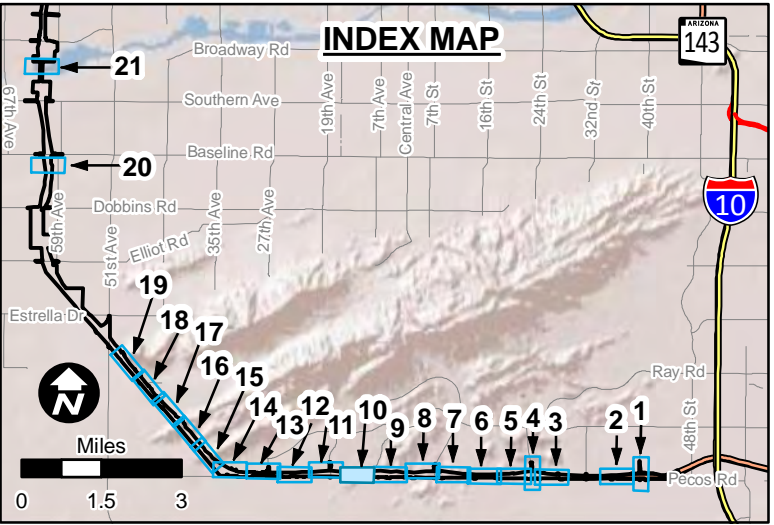 INDEX MAP
ARIZONA
143
Broadway Rd
21
67th Ave
Southern Ave
19th Ave
7th Ave
Central Ave
7th St
16th St
24th St
32nd St
40th St
Baseline Rd
20
10
59th Ave
Dobbins Rd
51st Ave
Elliot Rd
35th Ave
27th Ave
19
18
17
16
15
14
13
12
11
10
9
8
7
6
5
4
3
2
1
Estrella Dr
Ray Rd
48th St
Pecos Rd
N
Miles
0 1.5 3